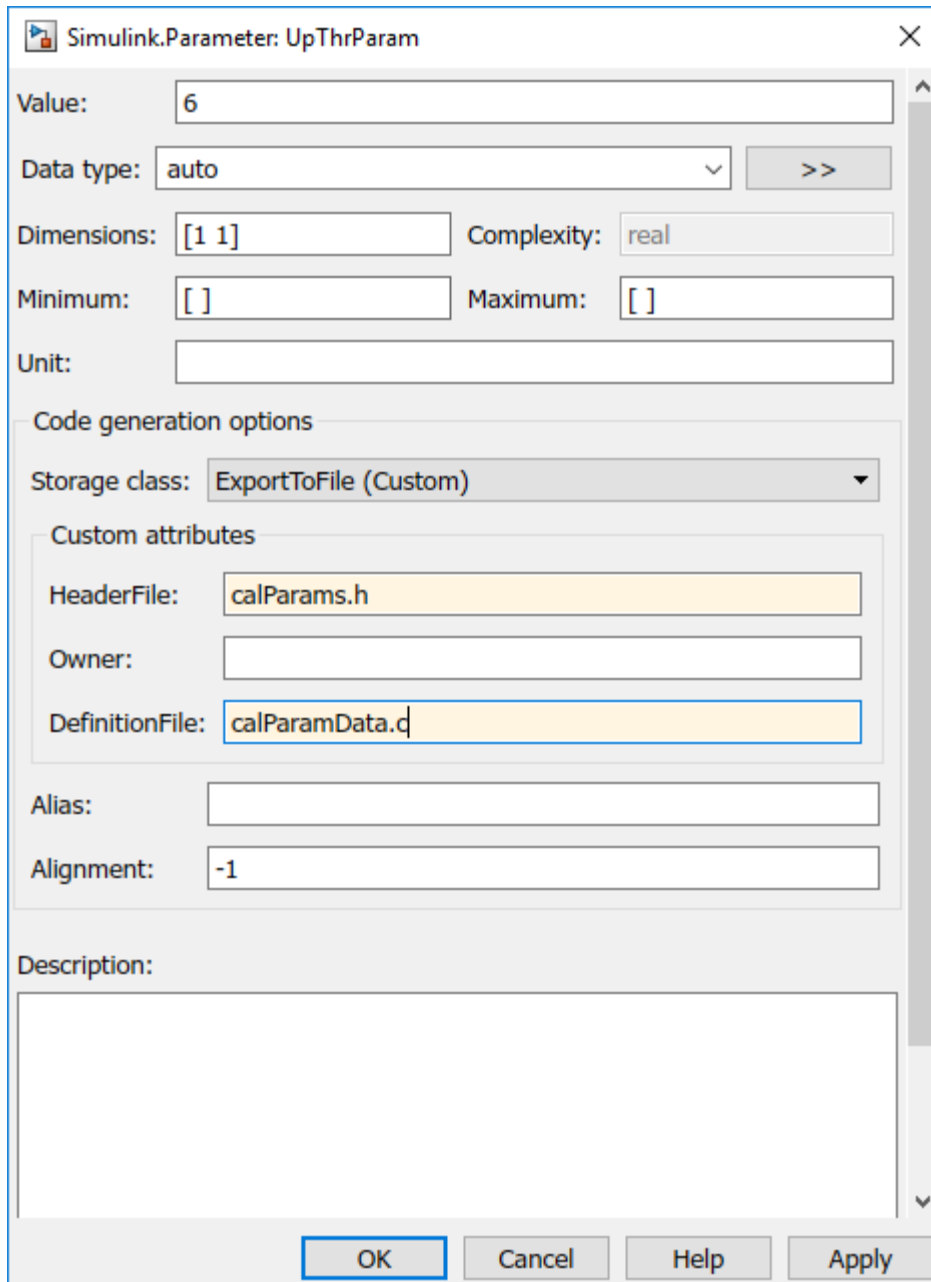 Simulink.Parameter: UpThrParam
Value: 6
Data type: auto >>
Dimensions: [1 1] Complexity: real
Minimum: [ ] Maximum: [ ]
Unit:
Code generation options
Storage class: ExportToFile (Custom)
Custom attributes
HeaderFile: calParams.h
Owner:
DefinitionFile: calParamData.c
Alias:
Alignment: -1
Description:
OK Cancel Help Apply